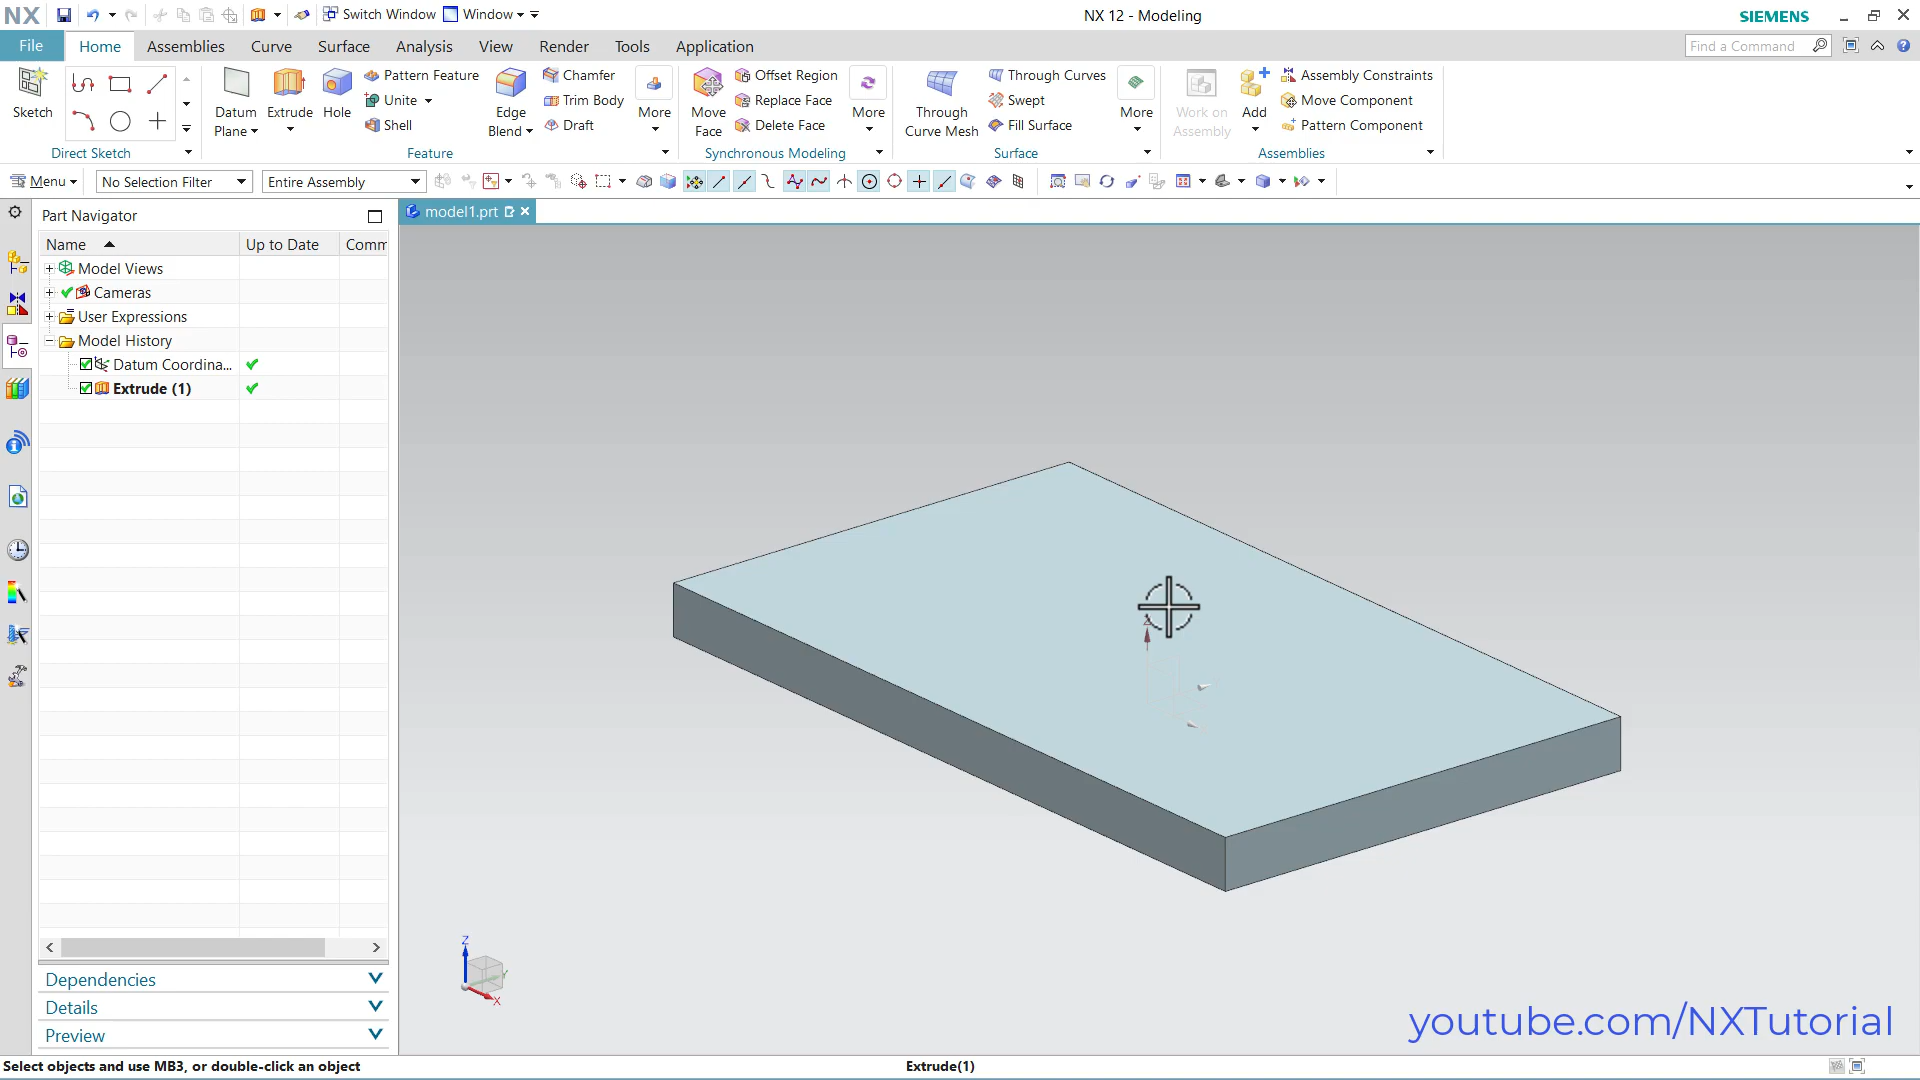 NX Switch Window Window NX 12 - Modeling SIEMENS
File Home Assemblies Curve Surface Analysis View Render Tools Application Find a Command
Sketch
Direct Sketch
Datum Plane
Extrude
Hole
Pattern Feature
Unite
Shell
Edge Blend
Chamfer
Trim Body
Draft
More
Feature
Move Face
Offset Region
Replace Face
Delete Face
More
Synchronous Modeling
Through Curve Mesh
Through Curves
Swept
Fill Surface
More
Surface
Work on Assembly
Add
Assembly Constraints
Move Component
Pattern Component
Assemblies
Menu No Selection Filter Entire Assembly
Part Navigator
model1.prt
Name Up to Date Comm
Model Views
Cameras
User Expressions
Model History
Datum Coordina...
Extrude (1)
Dependencies
Details
Preview
Z
Z
Y
X
youtube.com/NXTutorial
Select objects and use MB3, or double-click an object Extrude(1)